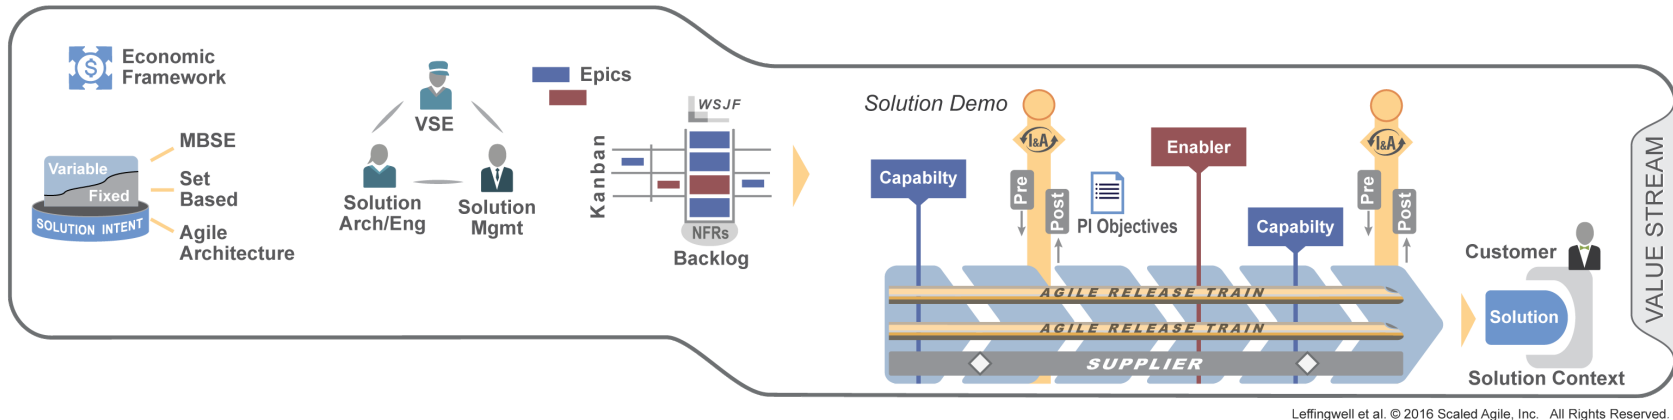 Economic
Framework
MBSE
Variable
Fixed
Set
Based
SOLUTION INTENT
Agile
Architecture
VSE
Solution
Arch/Eng
Solution
Mgmt
Epics
Kanban
WSJF
NFRs
Backlog
Solution Demo
Capabilty
I&A
Pre
Post
PI Objectives
Enabler
Capabilty
I&A
Pre
Post
AGILE RELEASE TRAIN
AGILE RELEASE TRAIN
SUPPLIER
Customer
Solution
Solution Context
VALUE STREAM
Leffingwell et al. © 2016 Scaled Agile, Inc. All Rights Reserved.